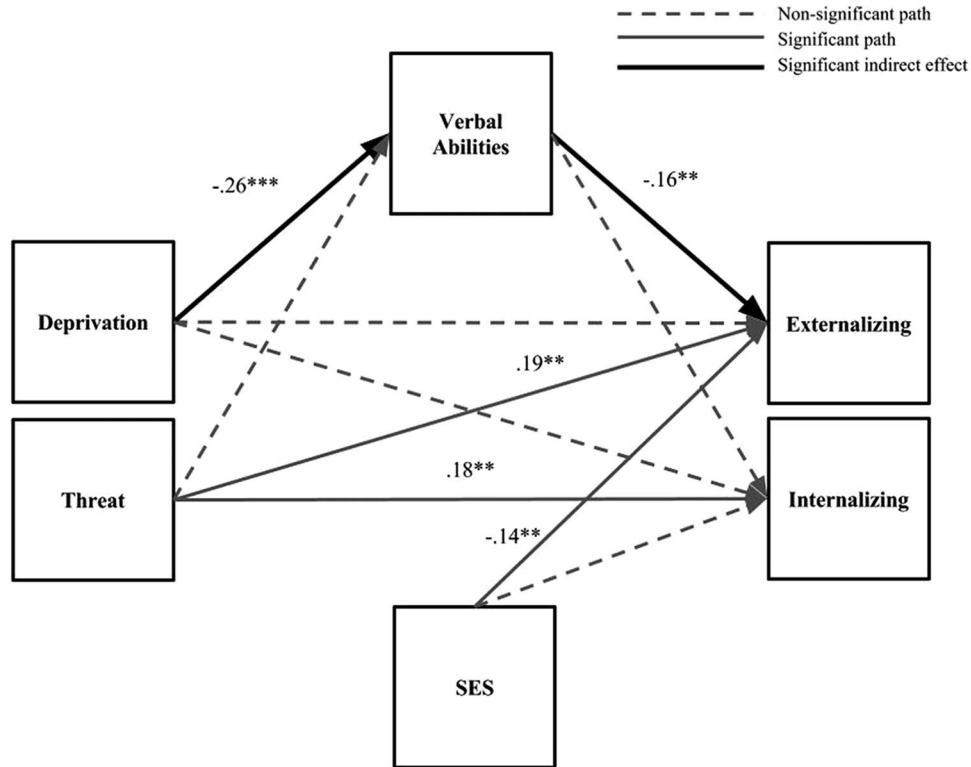 Non-significant path
Significant path
Significant indirect effect
Verbal
Abilities
-.26***
-.16**
Deprivation
Externalizing
.19**
Threat
.18**
Internalizing
-.14**
SES